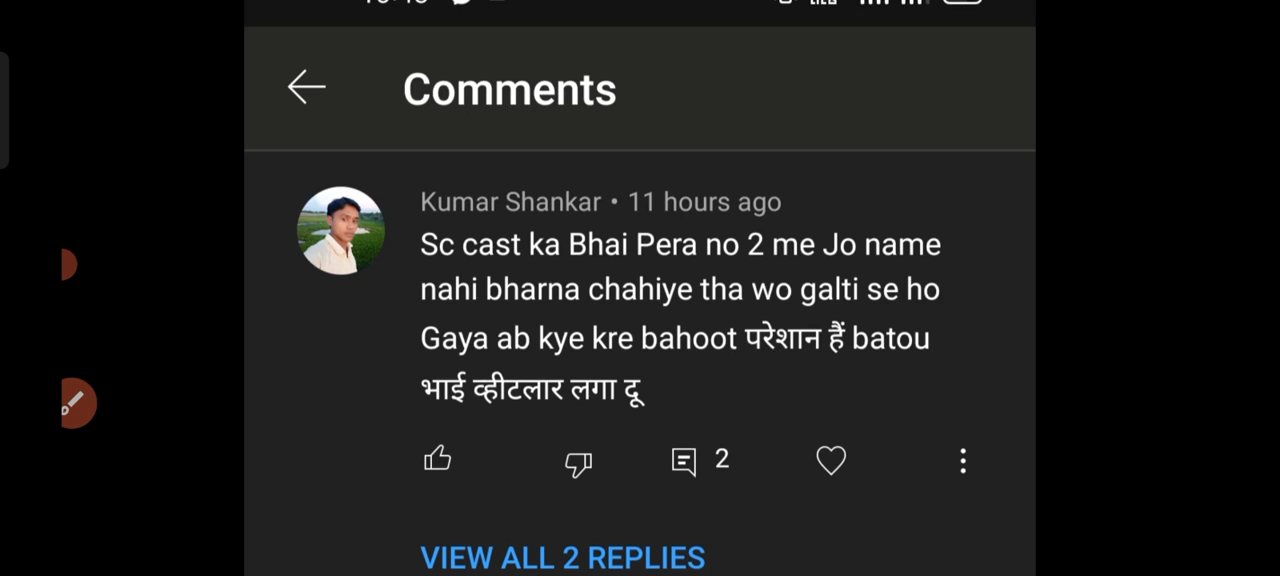 Comments
Kumar Shankar • 11 hours ago
Sc cast ka Bhai Pera no 2 me Jo name
nahi bharna chahiye tha wo galti se ho
Gaya ab kye kre bahoot परेशान हैं batou
भाई व्हीटलार लगा दू
2
VIEW ALL 2 REPLIES